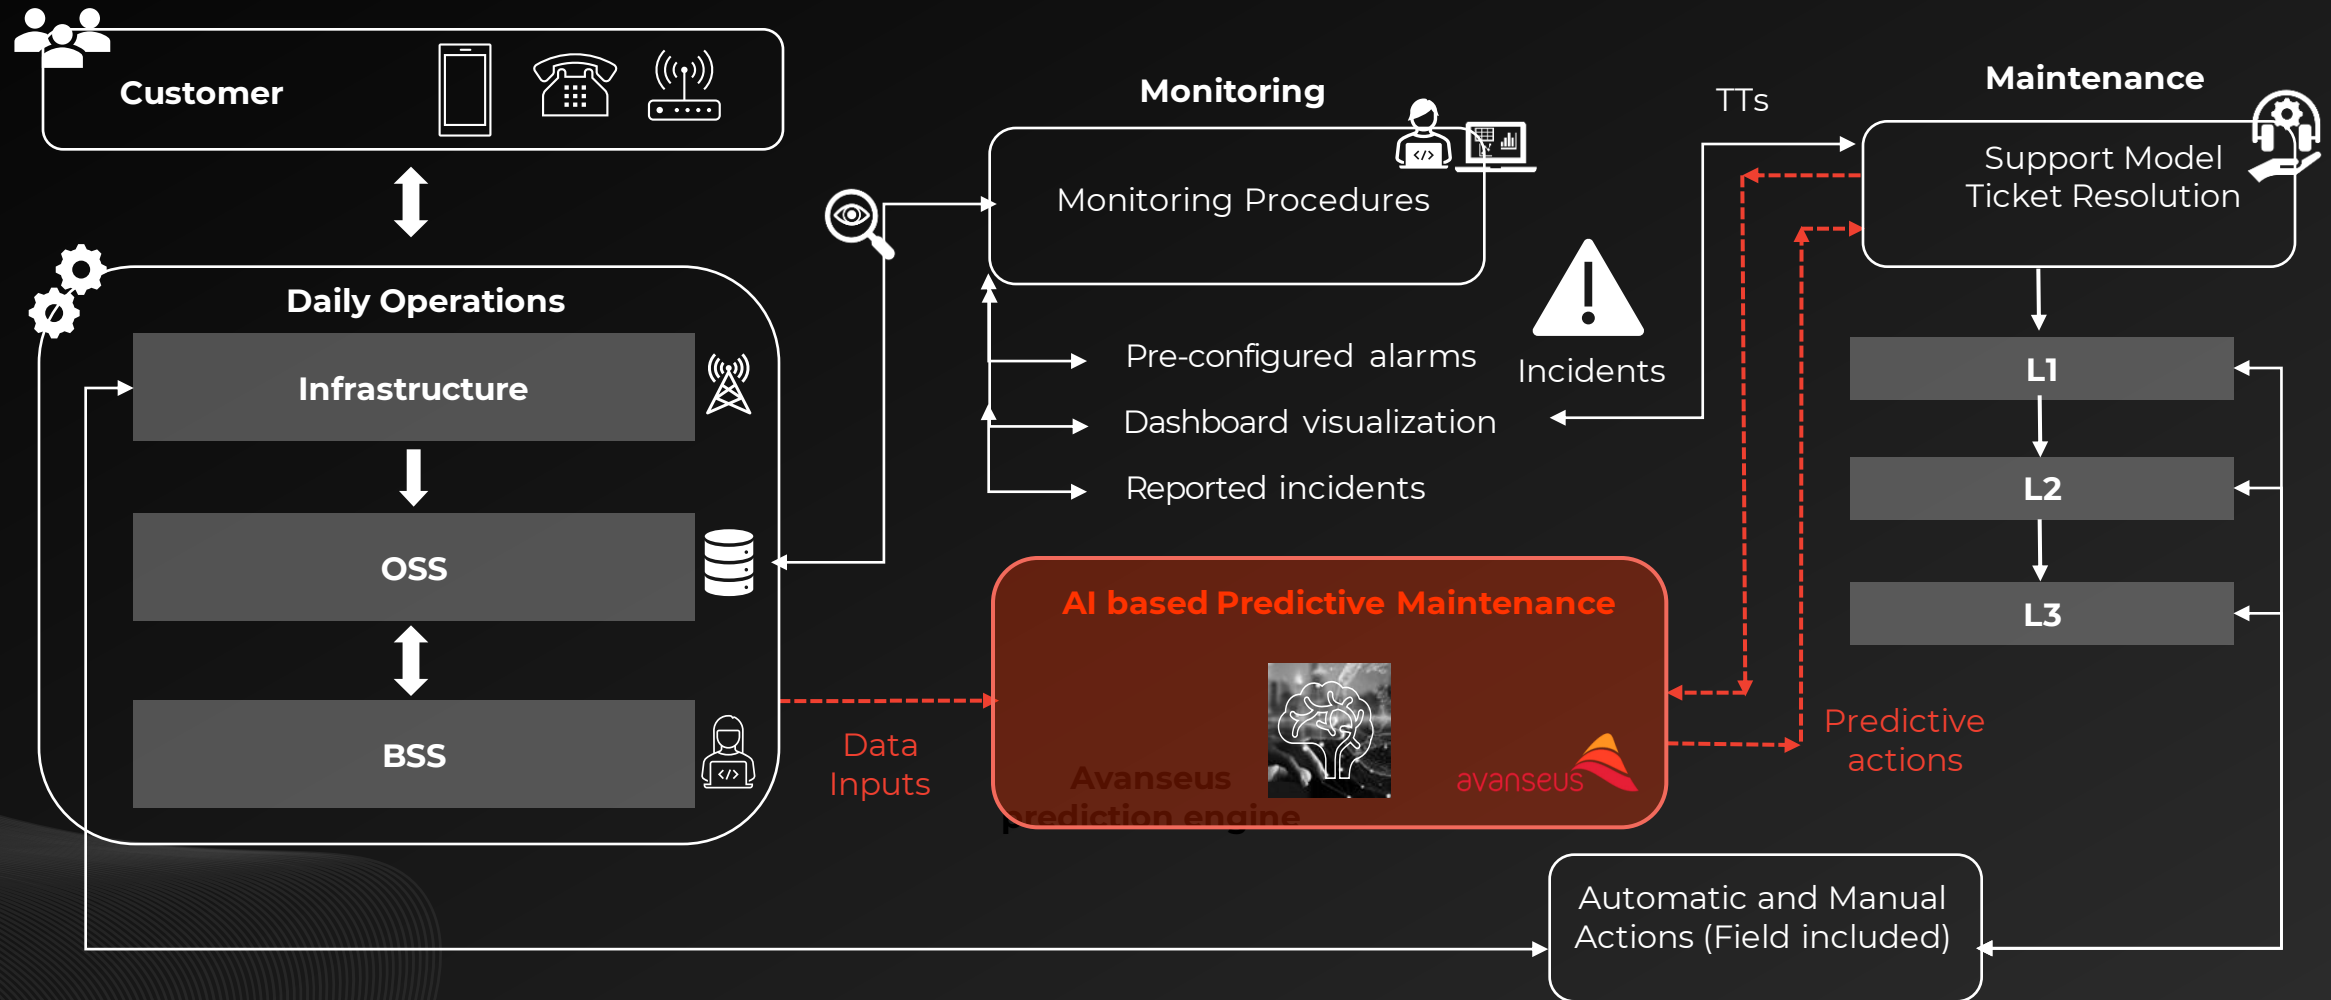 Customer
Daily Operations
Infrastructure
OSS
BSS
Monitoring
Monitoring Procedures
Pre-configured alarms
Dashboard visualization
Reported incidents
Incidents
TTs
Maintenance
Support Model
Ticket Resolution
L1
L2
L3
Data
Inputs
AI based Predictive Maintenance
Avanseus
prediction engine
avanseus
Predictive
actions
Automatic and Manual
Actions (Field included)